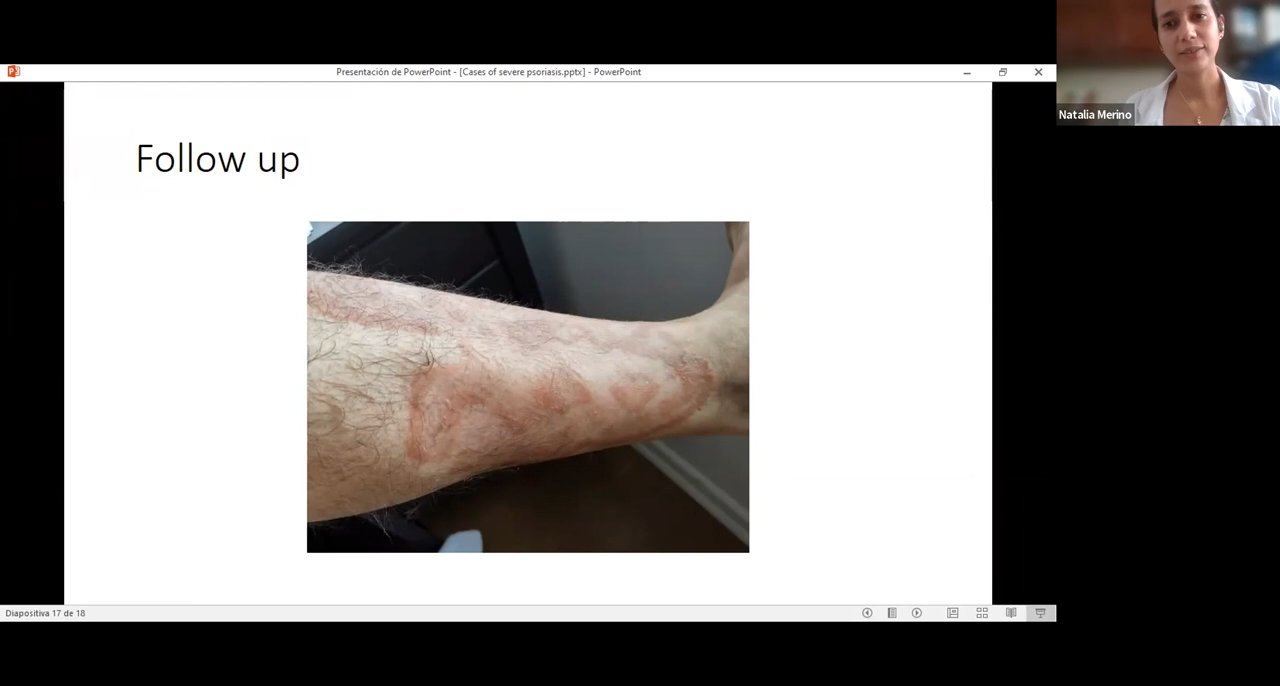 Presentación de PowerPoint - [Cases of severe psoriasis.pptx] - PowerPoint
Natalia Merino
Follow up
Diapositiva 17 de 18